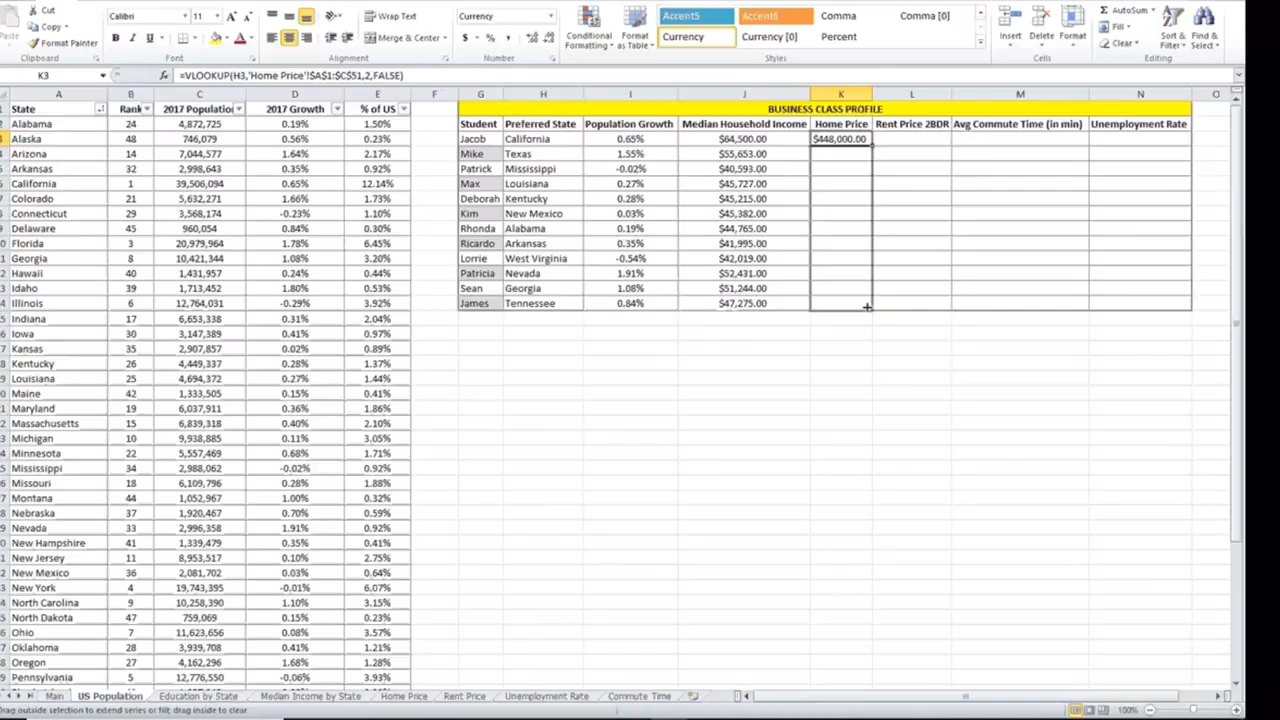 Cut
Calibri 11 A A Wrap Text Currency Accent5 Accent6 Comma Comma [0] AutoSum
Copy
Paste Format Painter B I U A Merge & Center $ % , Conditional Formatting Format as Table Currency Currency [0] Percent Insert Delete Format Fill Clear Sort & Filter Find & Select
Clipboard Font Alignment Number Styles Cells Editing
K3 fx =VLOOKUP(H3,'Home Price'!$A$1:$C$51,2,FALSE)
A B C D E F G H I J K L M N O
State Rank 2017 Population 2017 Growth % of US BUSINESS CLASS PROFILE
Alabama 24 4,872,725 0.19% 1.50% Student Preferred State Population Growth Median Household Income Home Price Rent Price 2BDR Avg Commute Time (in min) Unemployment Rate
Alaska 48 746,079 0.56% 0.23% Jacob California 0.65% $64,500.00 $448,000.00
Arizona 14 7,044,577 1.64% 2.17% Mike Texas 1.55% $55,653.00
Arkansas 32 2,998,643 0.35% 0.92% Patrick Mississippi -0.02% $40,593.00
California 1 39,506,094 0.65% 12.14% Max Louisiana 0.27% $45,727.00
Colorado 21 5,632,271 1.66% 1.73% Deborah Kentucky 0.28% $45,215.00
Connecticut 29 3,568,174 -0.23% 1.10% Kim New Mexico 0.03% $45,382.00
Delaware 45 960,054 0.84% 0.30% Rhonda Alabama 0.19% $44,765.00
Florida 3 20,979,964 1.78% 6.45% Ricardo Arkansas 0.35% $41,995.00
Georgia 8 10,421,344 1.08% 3.20% Lorrie West Virginia -0.54% $42,019.00
Hawaii 40 1,431,957 0.24% 0.44% Patricia Nevada 1.91% $52,431.00
Idaho 39 1,713,452 1.80% 0.53% Sean Georgia 1.08% $51,244.00
Illinois 6 12,764,031 -0.29% 3.92% James Tennessee 0.84% $47,275.00
Indiana 17 6,653,338 0.31% 2.04%
Iowa 30 3,147,389 0.41% 0.97%
Kansas 35 2,907,857 0.02% 0.89%
Kentucky 26 4,449,337 0.28% 1.37%
Louisiana 25 4,694,372 0.27% 1.44%
Maine 42 1,333,505 0.15% 0.41%
Maryland 19 6,037,911 0.36% 1.86%
Massachusetts 15 6,839,318 0.40% 2.10%
Michigan 10 9,938,885 0.11% 3.05%
Minnesota 22 5,557,469 0.68% 1.71%
Mississippi 34 2,988,062 -0.02% 0.92%
Missouri 18 6,109,796 0.28% 1.88%
Montana 44 1,052,967 1.00% 0.32%
Nebraska 37 1,920,467 0.70% 0.59%
Nevada 33 2,996,358 1.91% 0.92%
New Hampshire 41 1,339,479 0.35% 0.41%
New Jersey 11 8,953,517 0.10% 2.75%
New Mexico 36 2,081,702 0.03% 0.64%
New York 4 19,743,395 -0.01% 6.07%
North Carolina 9 10,258,390 1.10% 3.15%
North Dakota 47 759,069 0.15% 0.23%
Ohio 7 11,623,656 0.08% 3.57%
Oklahoma 28 3,939,708 0.41% 1.21%
Oregon 27 4,162,296 1.68% 1.28%
Pennsylvania 5 12,776,550 3.93%
Main US Population Education by State Median Income by State Home Price Rent Price Unemployment Rate Commute Time
Drag outside selection to extend series or fill; drag inside to clear 100%